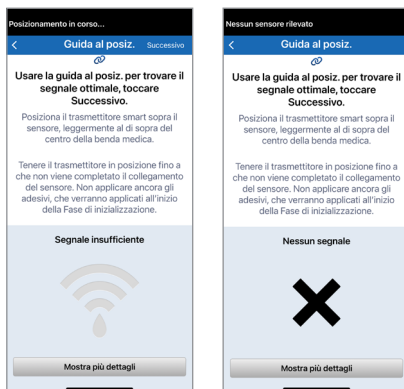 Posizionamento in corso...
Guida al posiz.
Successivo
Usare la guida al posiz. per trovare il
segnale ottimale, toccare
Successivo.
Posiziona il trasmettitore smart sopra il
sensore, leggermente al di sopra del
centro della benda medica.
Tenere il trasmettitore in posizione fino a
che non viene completato il collegamento
del sensore. Non applicare ancora gli
adesivi, che verranno applicati all'inizio
della Fase di inizializzazione.
Segnale insufficiente
Mostra più dettagli
Nessun sensore rilevato
Guida al posiz.
Usare la guida al posiz. per trovare il
segnale ottimale, toccare
Successivo.
Posiziona il trasmettitore smart sopra il
sensore, leggermente al di sopra del
centro della benda medica.
Tenere il trasmettitore in posizione fino a
che non viene completato il collegamento
del sensore. Non applicare ancora gli
adesivi, che verranno applicati all'inizio
della Fase di inizializzazione.
Nessun segnale
Mostra più dettagli